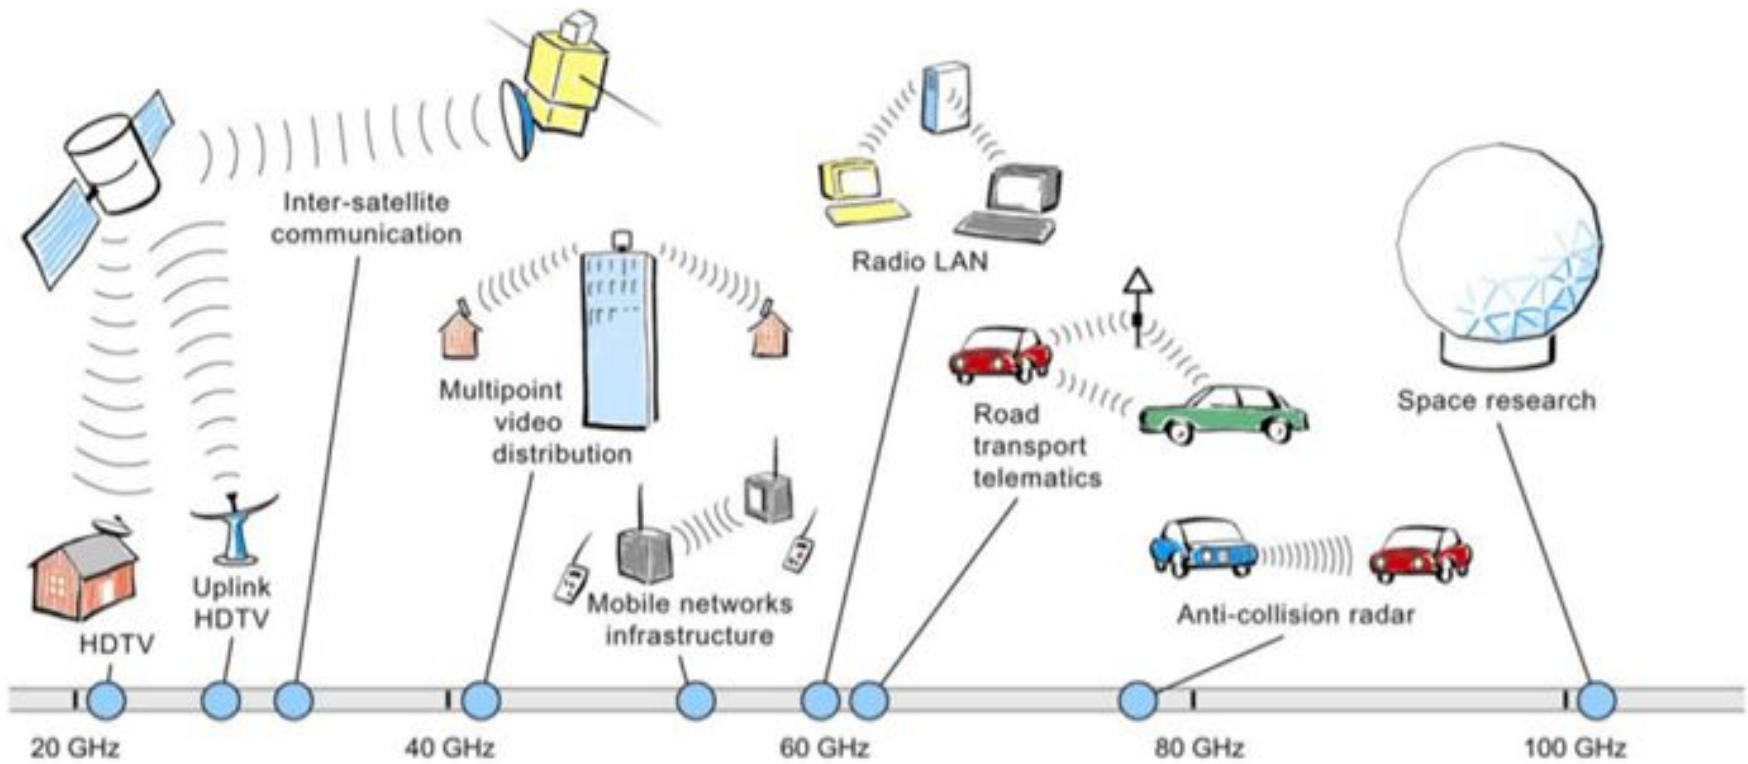 Inter-satellite
communication
Radio LAN
Multipoint
video
distribution
Road
transport
telematics
Space research
Uplink
HDTV
HDTV
Mobile networks
infrastructure
Anti-collision radar
20 GHz
40 GHz
60 GHz
80 GHz
100 GHz